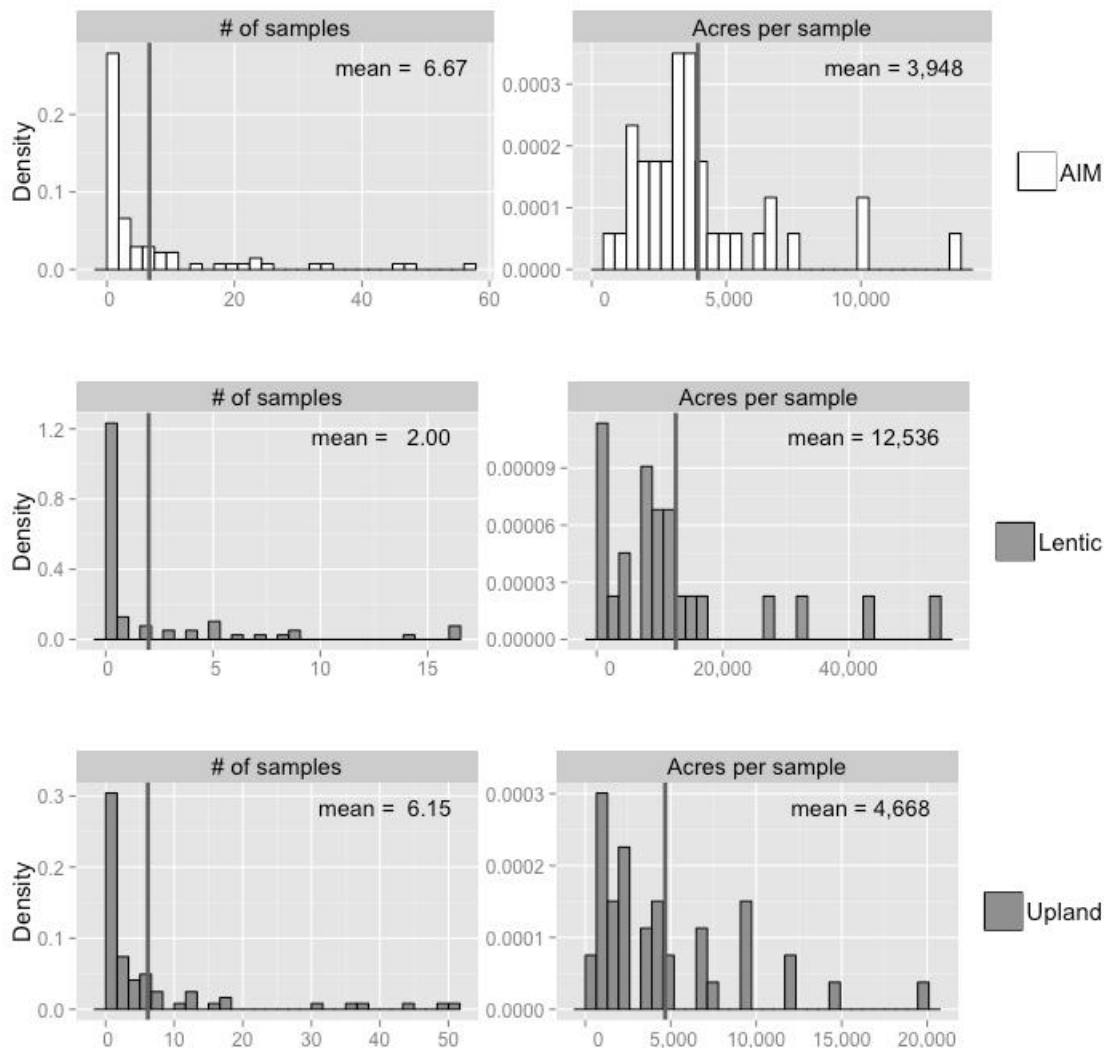 # of samples
Acres per sample
mean = 6.67
mean = 3,948
Density
0.2
0.1
0.0
0.0003
0.0002
0.0001
0.0000
0
20
40
60
0
5,000
10,000
AIM
# of samples
Acres per sample
mean = 2.00
mean = 12,536
Density
1.2
0.8
0.4
0.0
0.00009
0.00006
0.00003
0.00000
0
5
10
15
0
20,000
40,000
Lentic
# of samples
Acres per sample
mean = 6.15
mean = 4,668
Density
0.3
0.2
0.1
0.0
0.0003
0.0002
0.0001
0.0000
0
10
20
30
40
50
0
5,000
10,000
15,000
20,000
Upland